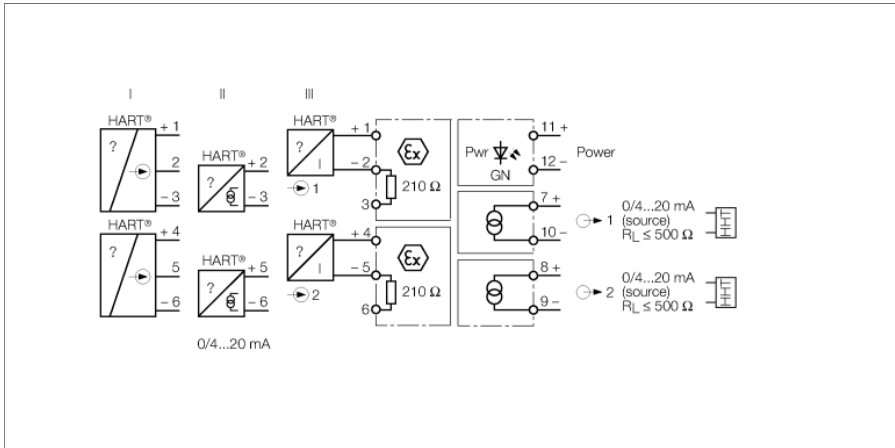 I
II
III
HART®
?
+ 1
2
– 3
HART®
?
+ 2
– 3
HART®
?
I
+ 1
– 2
1
3
Ex
210 Ω
Pwr
GN
11 +
12 –
Power
7 +
10 –
1
0/4...20 mA
(source)
RL ≤ 500 Ω
HART®
?
+ 4
5
– 6
HART®
?
+ 5
– 6
0/4...20 mA
HART®
?
I
+ 4
– 5
2
6
Ex
210 Ω
8 +
9 –
2
0/4...20 mA
(source)
RL ≤ 500 Ω